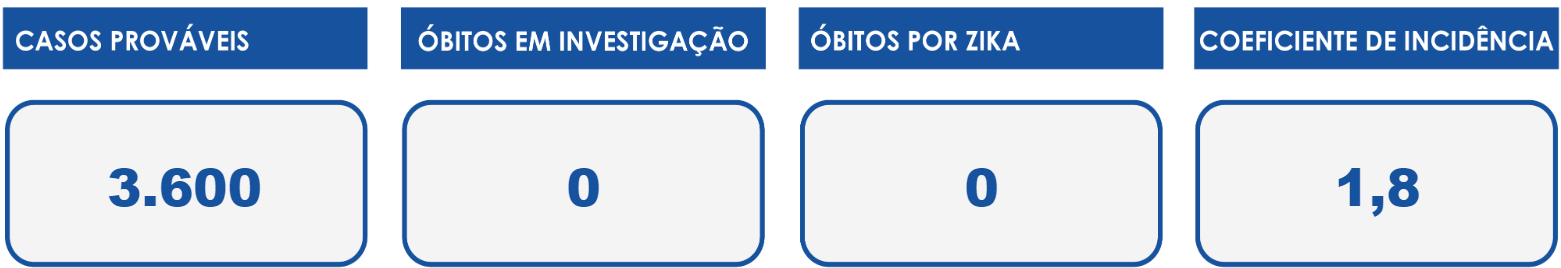 CASOS PROVÁVEIS
ÓBITOS EM INVESTIGAÇÃO
ÓBITOS POR ZIKA
COEFICIENTE DE INCIDÊNCIA
3.600
0
0
1,8